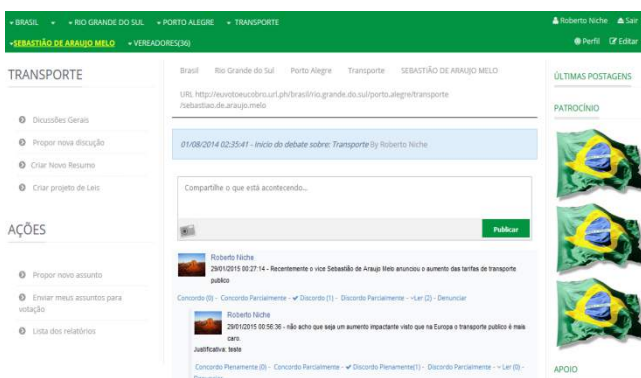 BRASIL RIO GRANDE DO SUL PORTO ALEGRE TRANSPORTE
Roberto Niche Sair
SEBASTIÃO DE ARAUJO MELO VEREADORES(36)
Perfil Editar
TRANSPORTE
Dicussões Gerais
Propor nova discução
Criar Novo Resumo
Criar projeto de Leis
AÇÕES
Propor novo assunto
Enviar meus assuntos para
votação
Lista dos relatórios
Brasil Rio Grande do Sul Porto Alegre Transporte SEBASTIÃO DE ARAUJO MELO
URL http://euvotoeucobro.url.ph/brasil/rio.grande.do.sul/porto.alegre/transporte
/sebastiao.de.araujo.melo
01/08/2014 02:35:41 - Inicio do debate sobre: Transporte By Roberto Niche
Compartilhe o que está acontecendo...
Publicar
Roberto Niche
29/01/2015 00:27:14 - Recentemente o vice Sebastião de Araujo Melo anunciou o aumento das tarifas de transporte
publico
Concordo (0) - Concordo Parcialmente - ✔ Discordo (1) - Discordo Parcialmente - Ler (2) - Denunciar
Roberto Niche
29/01/2015 00:56:36 - não acho que seja um aumento impactante visto que na Europa o transporte publico é mais
caro.
Justificativa: teste
Concordo Plenamente (0) - Concordo Parcialmente - ✔ Discordo Plenamente(1) - Discordo Parcialmente - Ler (0) -
Denunciar
ÚLTIMAS POSTAGENS
PATROCÍNIO
APOIO